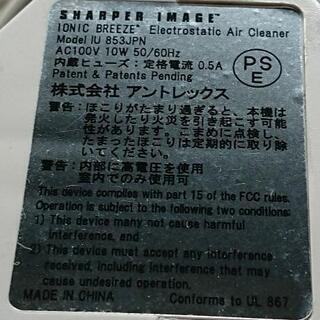 SHARPER IMAGE™
IONIC BREEZE™ Electrostatic Air Cleaner
Model IU 853JPN
AC100V 10W 50/60Hz
内蔵ヒューズ：定格電流 0.5A
Patent & Patents Pending
PS
E
株式会社 アントレックス
警告：ほこりがたまり過ぎると、本機は
発火したり火災を引き起こす可能
性があります。こまめに点検し、
たまったほこりは定期的に取り除
いてください。
警告：内部に高電圧を使用
室内でのみ使用可
This device complies with part 15 of the FCC rules.
Operation is subject to the following two conditions:
1) This device many not cause harmful
interference, and
2) This device must accept any interference
received, including interference that may
cause undesired
MADE IN CHINA
Conforms to UL 867